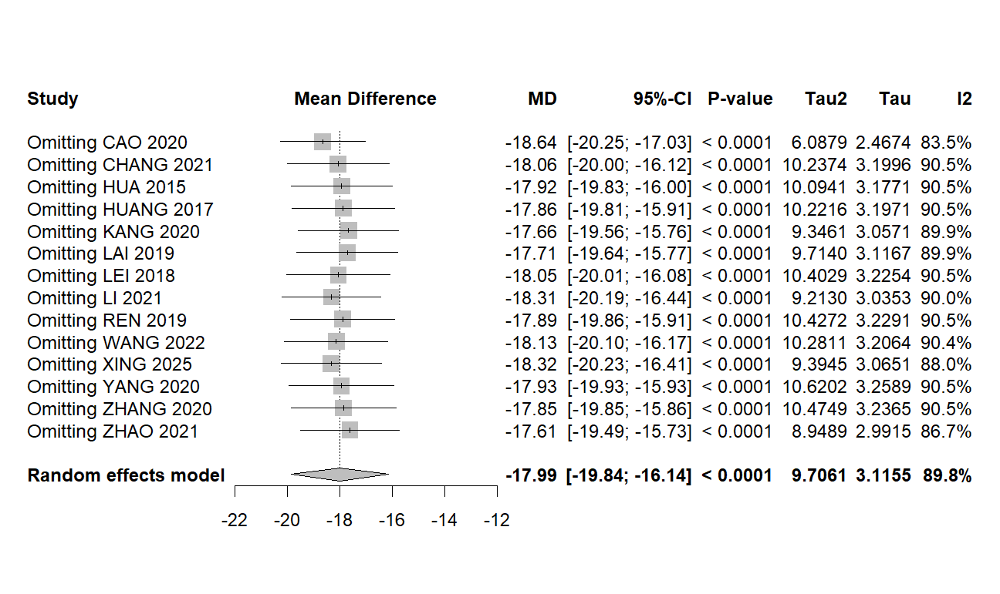 Study Mean Difference MD 95%-CI P-value Tau2 Tau I2
Omitting CAO 2020 -18.64 [-20.25; -17.03] < 0.0001 6.0879 2.4674 83.5%
Omitting CHANG 2021 -18.06 [-20.00; -16.12] < 0.0001 10.2374 3.1996 90.5%
Omitting HUA 2015 -17.92 [-19.83; -16.00] < 0.0001 10.0941 3.1771 90.5%
Omitting HUANG 2017 -17.86 [-19.81; -15.91] < 0.0001 10.2216 3.1971 90.5%
Omitting KANG 2020 -17.66 [-19.56; -15.76] < 0.0001 9.3461 3.0571 89.9%
Omitting LAI 2019 -17.71 [-19.64; -15.77] < 0.0001 9.7140 3.1167 89.9%
Omitting LEI 2018 -18.05 [-20.01; -16.08] < 0.0001 10.4029 3.2254 90.5%
Omitting LI 2021 -18.31 [-20.19; -16.44] < 0.0001 9.2130 3.0353 90.0%
Omitting REN 2019 -17.89 [-19.86; -15.91] < 0.0001 10.4272 3.2291 90.5%
Omitting WANG 2022 -18.13 [-20.10; -16.17] < 0.0001 10.2811 3.2064 90.4%
Omitting XING 2025 -18.32 [-20.23; -16.41] < 0.0001 9.3945 3.0651 88.0%
Omitting YANG 2020 -17.93 [-19.93; -15.93] < 0.0001 10.6202 3.2589 90.5%
Omitting ZHANG 2020 -17.85 [-19.85; -15.86] < 0.0001 10.4749 3.2365 90.5%
Omitting ZHAO 2021 -17.61 [-19.49; -15.73] < 0.0001 8.9489 2.9915 86.7%
Random effects model -17.99 [-19.84; -16.14] < 0.0001 9.7061 3.1155 89.8%
-22 -20 -18 -16 -14 -12